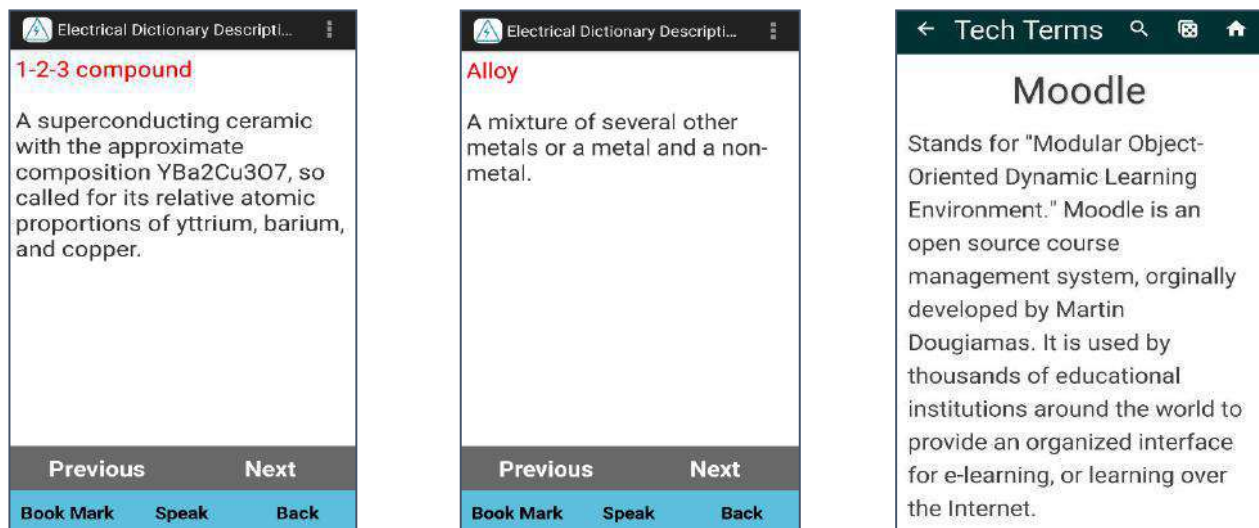 Electrical Dictionary Descripti...
1-2-3 compound
A superconducting ceramic
with the approximate
composition YBa2Cu3O7, so
called for its relative atomic
proportions of yttrium, barium,
and copper.
Previous Next
Book Mark Speak Back
Electrical Dictionary Descripti...
Alloy
A mixture of several other
metals or a metal and a non-
metal.
Previous Next
Book Mark Speak Back
Tech Terms
Moodle
Stands for "Modular Object-
Oriented Dynamic Learning
Environment." Moodle is an
open source course
management system, orginally
developed by Martin
Dougiamas. It is used by
thousands of educational
institutions around the world to
provide an organized interface
for e-learning, or learning over
the Internet.